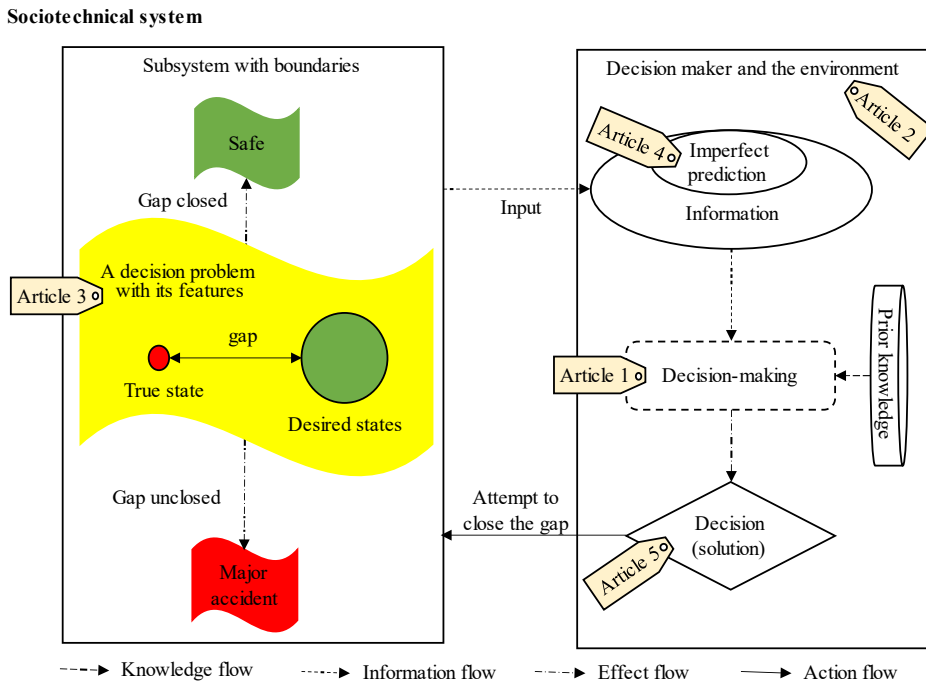 Sociotechnical system
Subsystem with boundaries
Safe
Gap closed
A decision problem
with its features
Article 3
gap
True state
Desired states
Gap unclosed
Major
accident
Input
Attempt to
close the gap
Decision maker and the environment
Article 2
Article 4
Imperfect
prediction
Information
Article 1
Decision-making
Prior knowledge
Decision
(solution)
Article 5
Knowledge flow
Information flow
Effect flow
Action flow